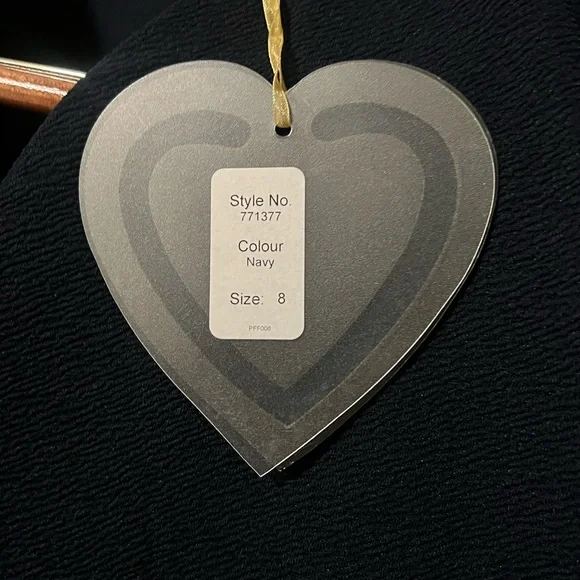 Style No.
771377
Colour
Navy
Size: 8
PFF008